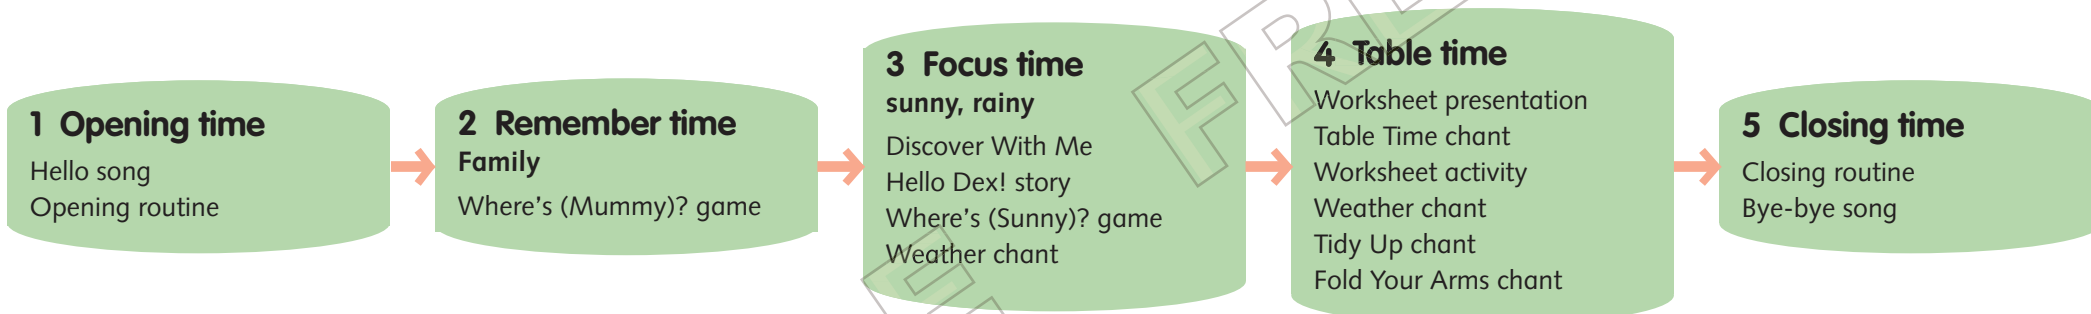 1 Opening time
Hello song
Opening routine
2 Remember time
Family
Where's (Mummy)? game
3 Focus time
sunny, rainy
Discover With Me
Hello Dex! story
Where's (Sunny)? game
Weather chant
4 Table time
Worksheet presentation
Table Time chant
Worksheet activity
Weather chant
Tidy Up chant
Fold Your Arms chant
5 Closing time
Closing routine
Bye-bye song